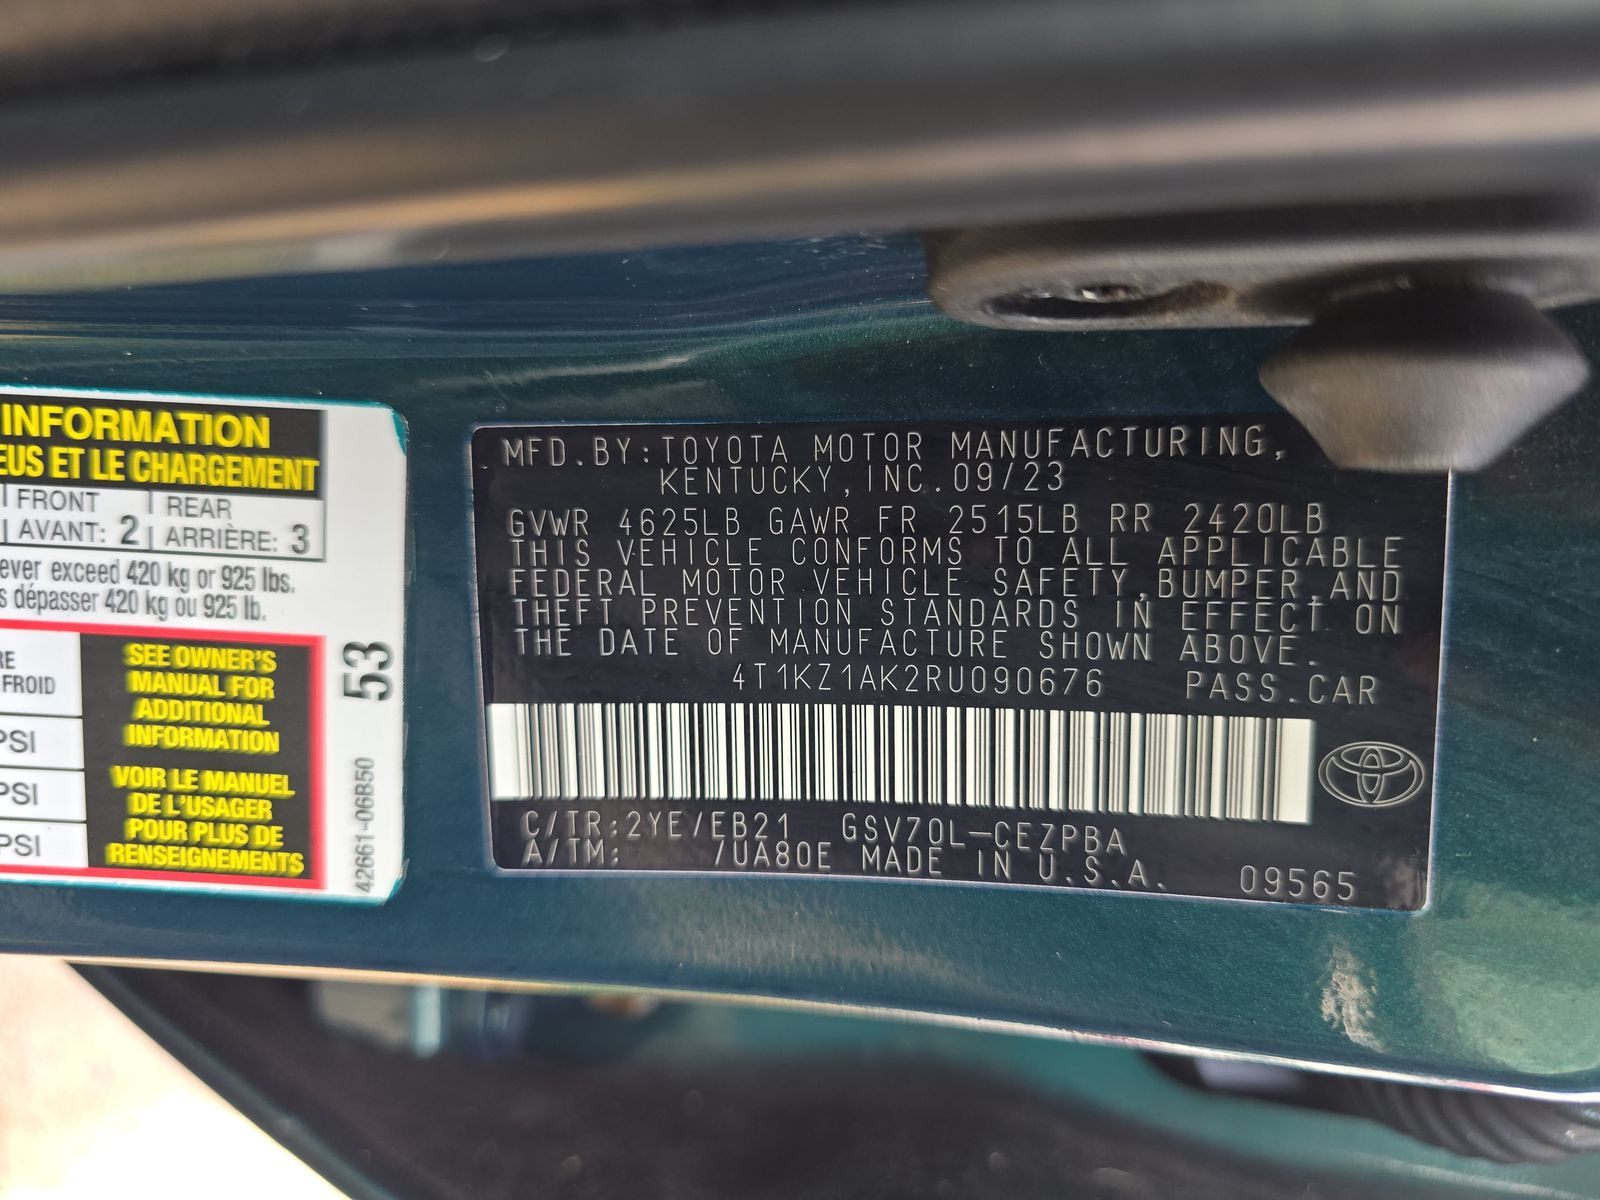 INFORMATION
EUS ET LE CHARGEMENT
FRONT | REAR
AVANT: 2 | ARRIÈRE: 3
ever exceed 420 kg or 925 lbs.
s dépasser 420 kg ou 925 lb.
RE
FROID
PSI
PSI
PSI
SEE OWNER'S
MANUAL FOR
ADDITIONAL
INFORMATION
VOIR LE MANUEL
DE L'USAGER
POUR PLUS DE
RENSEIGNEMENTS
53
42661-06B50
MFD.BY:TOYOTA MOTOR MANUFACTURING,
KENTUCKY,INC.09/23
GVWR 4625LB GAWR FR 2515LB RR 2420LB
THIS VEHICLE CONFORMS TO ALL APPLICABLE
FEDERAL MOTOR VEHICLE SAFETY,BUMPER,AND
THEFT PREVENTION STANDARDS IN EFFECT ON
THE DATE OF MANUFACTURE SHOWN ABOVE.
4T1KZ1AK2RU090676 PASS.CAR
C/TR:2YE/EB21 GSV70L-CEZPBA
A/TM: /UA80E MADE IN U.S.A. 09565